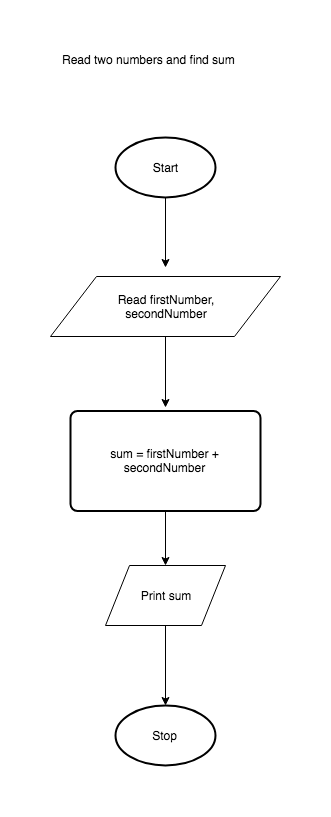 Read two numbers and find sum
Start
Read firstNumber,
secondNumber
sum = firstNumber +
secondNumber
Print sum
Stop